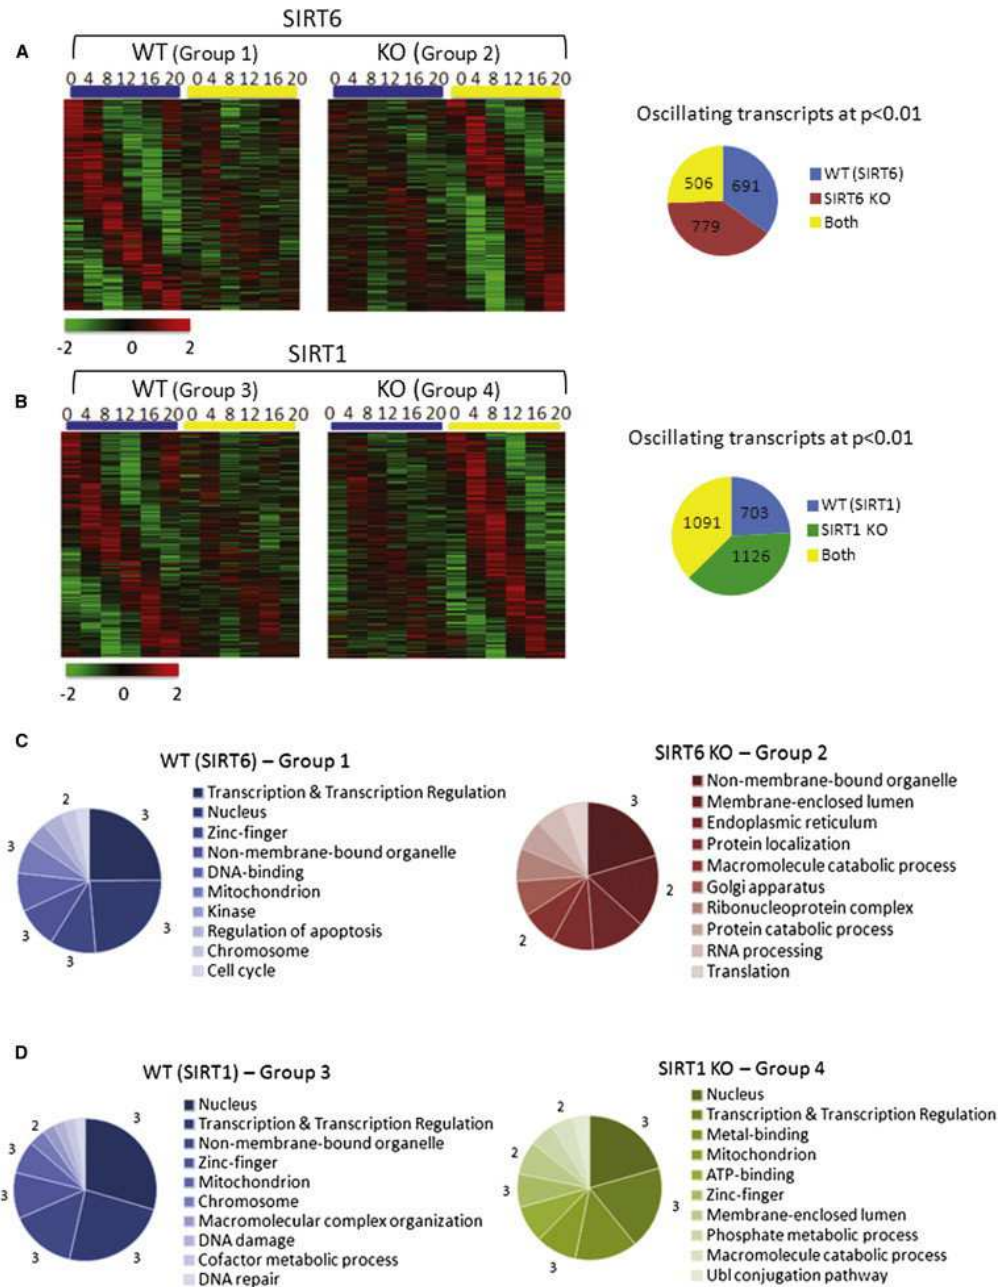 SIRT6
A
WT (Group 1)
KO (Group 2)
0 4 8 12 16 20 0 4 8 12 16 20
0 4 8 12 16 20 0 4 8 12 16 20
Oscillating transcripts at p<0.01
506
691
779
WT (SIRT6)
SIRT6 KO
Both
-2 0 2
SIRT1
B
WT (Group 3)
KO (Group 4)
0 4 8 12 16 20 0 4 8 12 16 20
0 4 8 12 16 20 0 4 8 12 16 20
Oscillating transcripts at p<0.01
1091
703
1126
WT (SIRT1)
SIRT1 KO
Both
-2 0 2
C
WT (SIRT6) – Group 1
2
3
3
3
3
3
Transcription & Transcription Regulation
Nucleus
Zinc-finger
Non-membrane-bound organelle
DNA-binding
Mitochondrion
Kinase
Regulation of apoptosis
Chromosome
Cell cycle
SIRT6 KO – Group 2
3
2
2
Non-membrane-bound organelle
Membrane-enclosed lumen
Endoplasmic reticulum
Protein localization
Macromolecule catabolic process
Golgi apparatus
Ribonucleoprotein complex
Protein catabolic process
RNA processing
Translation
D
WT (SIRT1) – Group 3
3
2
3
3
3
3
Nucleus
Transcription & Transcription Regulation
Non-membrane-bound organelle
Zinc-finger
Mitochondrion
Chromosome
Macromolecular complex organization
DNA damage
Cofactor metabolic process
DNA repair
SIRT1 KO – Group 4
2
3
2
3
3
3
Nucleus
Transcription & Transcription Regulation
Metal-binding
Mitochondrion
ATP-binding
Zinc-finger
Membrane-enclosed lumen
Phosphate metabolic process
Macromolecule catabolic process
Ubl conjugation pathway